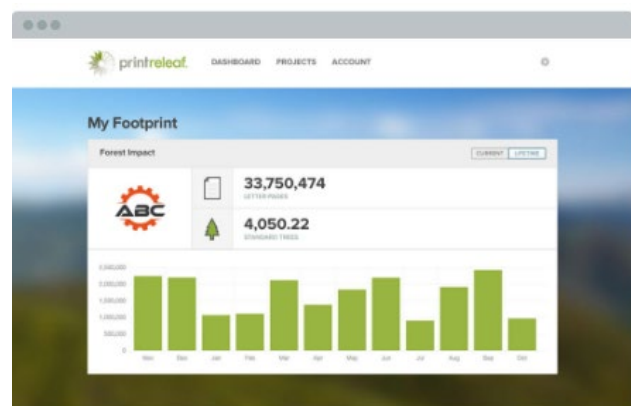 printreleaf. DASHBOARD PROJECTS ACCOUNT
My Footprint
Forest Impact CURRENT LIFETIME
ABC
33,750,474
LETTER PAGES
4,050.22
STANDARD TREES
2,500,000
2,000,000
1,500,000
1,000,000
500,000
0
Nov Dec Jan Feb Mar Apr May Jun Jul Aug Sep Oct